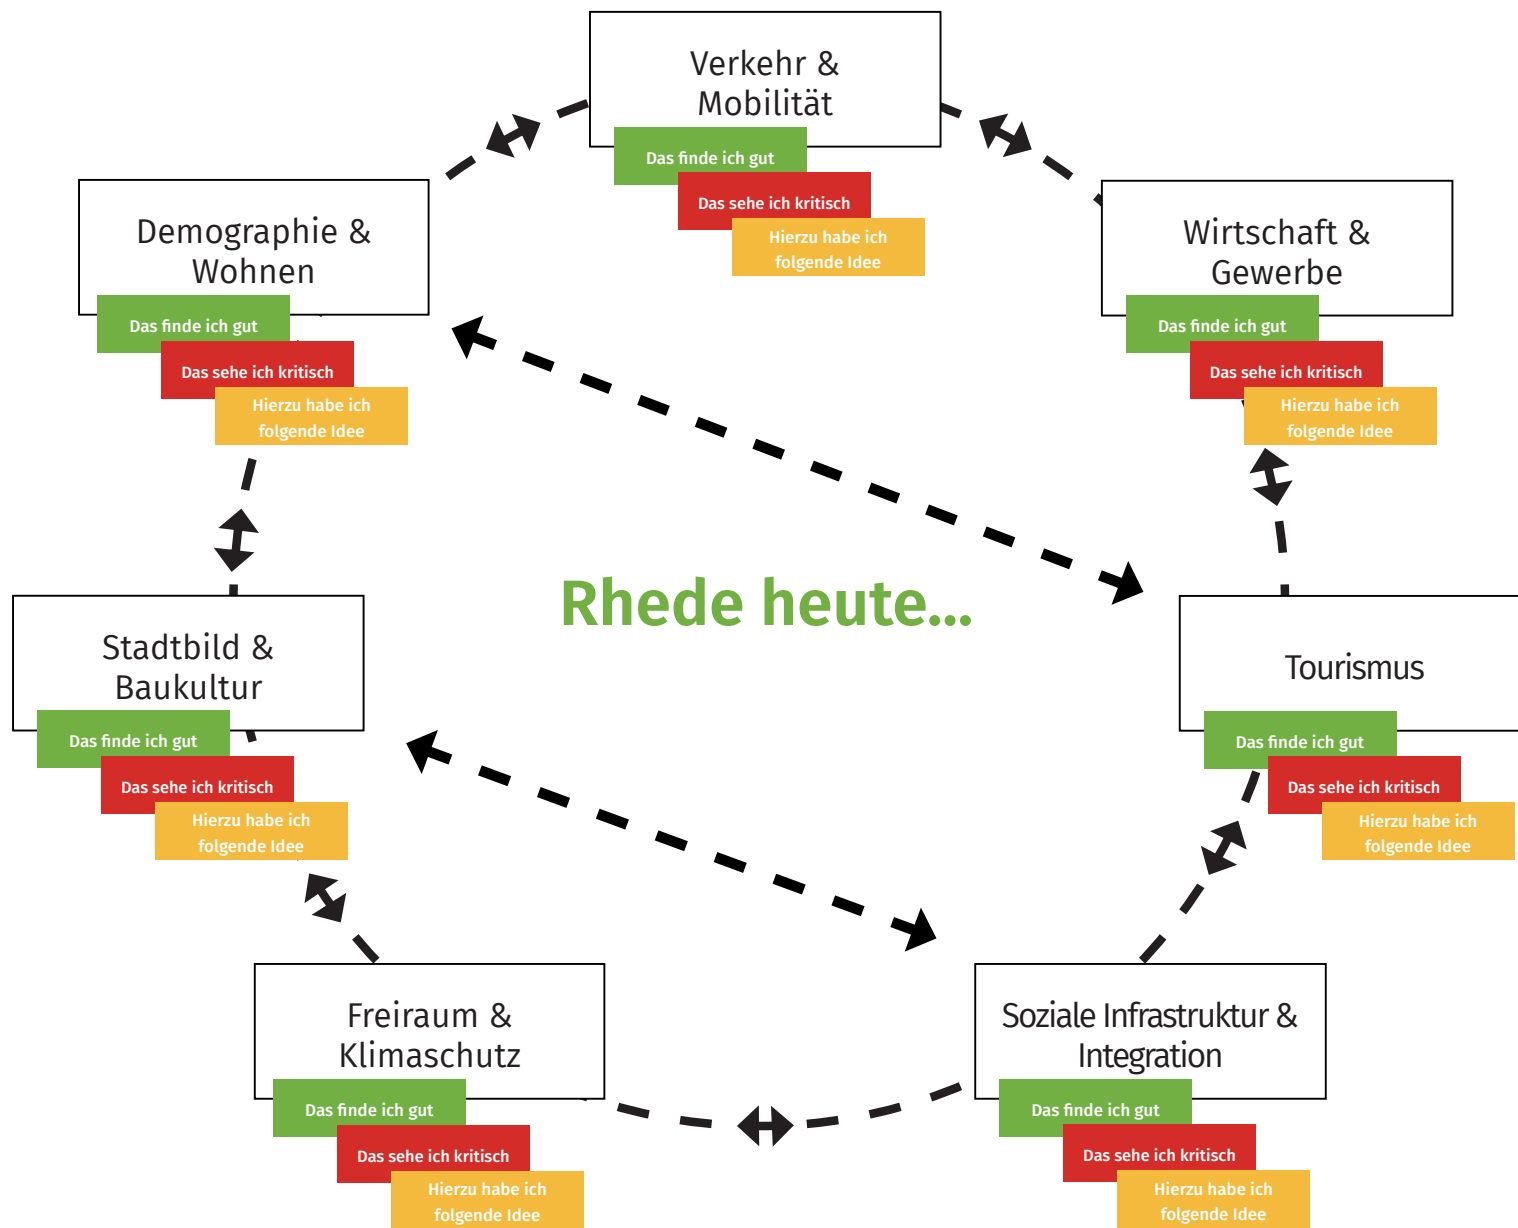 Verkehr &
Mobilität
Das finde ich gut
Das sehe ich kritisch
Hierzu habe ich
folgende Idee
Demographie &
Wohnen
Das finde ich gut
Das sehe ich kritisch
Hierzu habe ich
folgende Idee
Wirtschaft &
Gewerbe
Das finde ich gut
Das sehe ich kritisch
Hierzu habe ich
folgende Idee
Rhede heute...
Stadtbild &
Baukultur
Das finde ich gut
Das sehe ich kritisch
Hierzu habe ich
folgende Idee
Tourismus
Das finde ich gut
Das sehe ich kritisch
Hierzu habe ich
folgende Idee
Freiraum &
Klimaschutz
Das finde ich gut
Das sehe ich kritisch
Hierzu habe ich
folgende Idee
Soziale Infrastruktur &
Integration
Das finde ich gut
Das sehe ich kritisch
Hierzu habe ich
folgende Idee